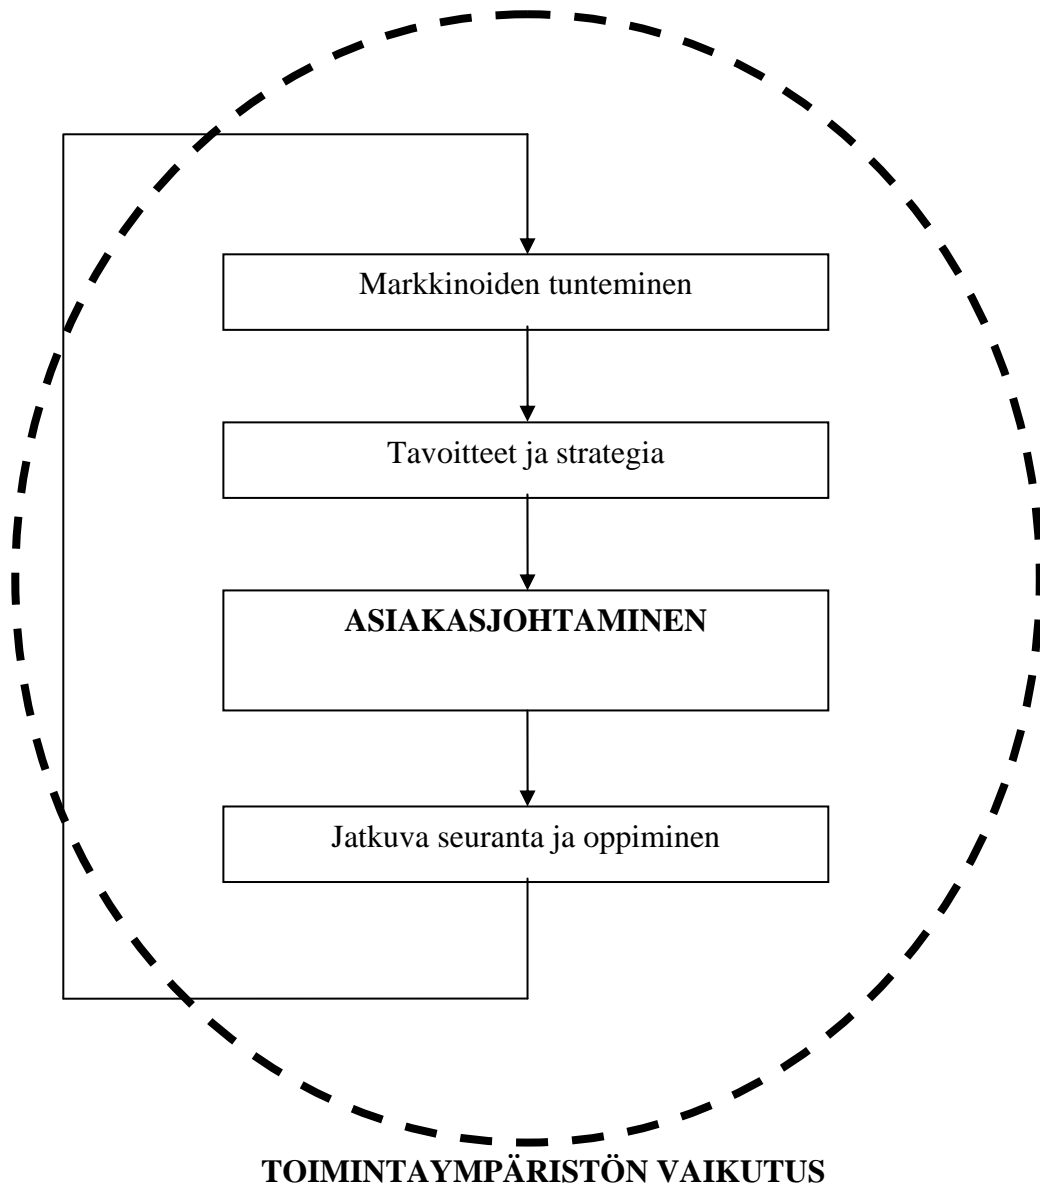 Markkinoiden tunteminen
Tavoitteet ja strategia
ASIAKASJOHTAMINEN
Jatkuva seuranta ja oppiminen
TOIMINTAYMPÄRISTÖN VAIKUTUS